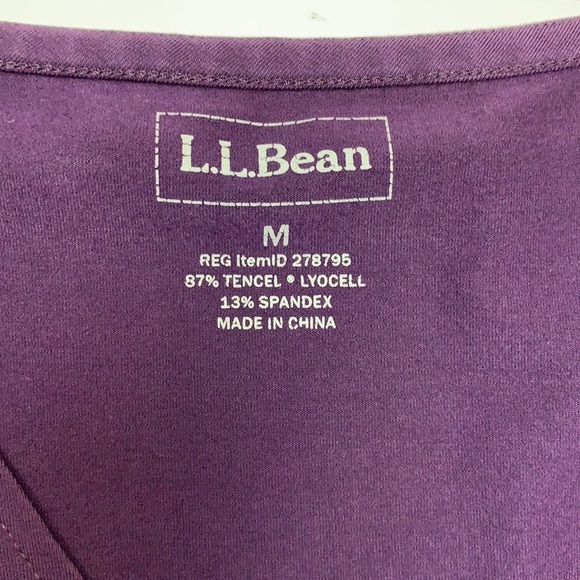 L.L.Bean
M
REG ItemID 278795
87% TENCEL ® LYOCELL
13% SPANDEX
MADE IN CHINA